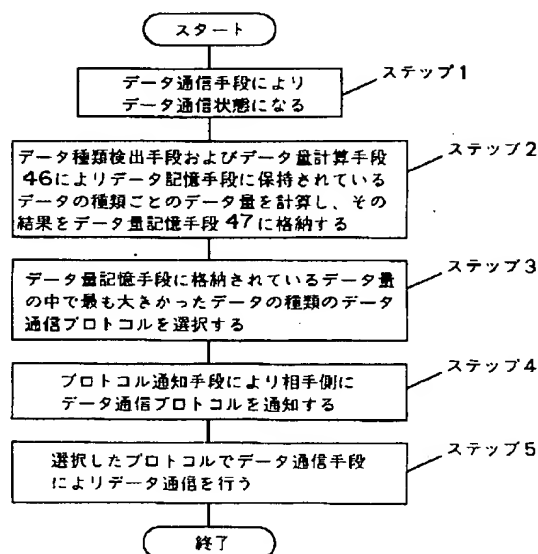 スタート
データ通信手段により
データ通信状態になる
ステップ1
データ種類検出手段およびデータ量計算手段
46によりデータ記憶手段に保持されている
データの種類ごとのデータ量を計算し、その
結果をデータ量記憶手段47に格納する
ステップ2
データ量記憶手段に格納されているデータ量
の中で最も大きかったデータの種類のデータ
通信プロトコルを選択する
ステップ3
プロトコル通知手段により相手側に
データ通信プロトコルを通知する
ステップ4
選択したプロトコルでデータ通信手段
によりデータ通信を行う
ステップ5
終了